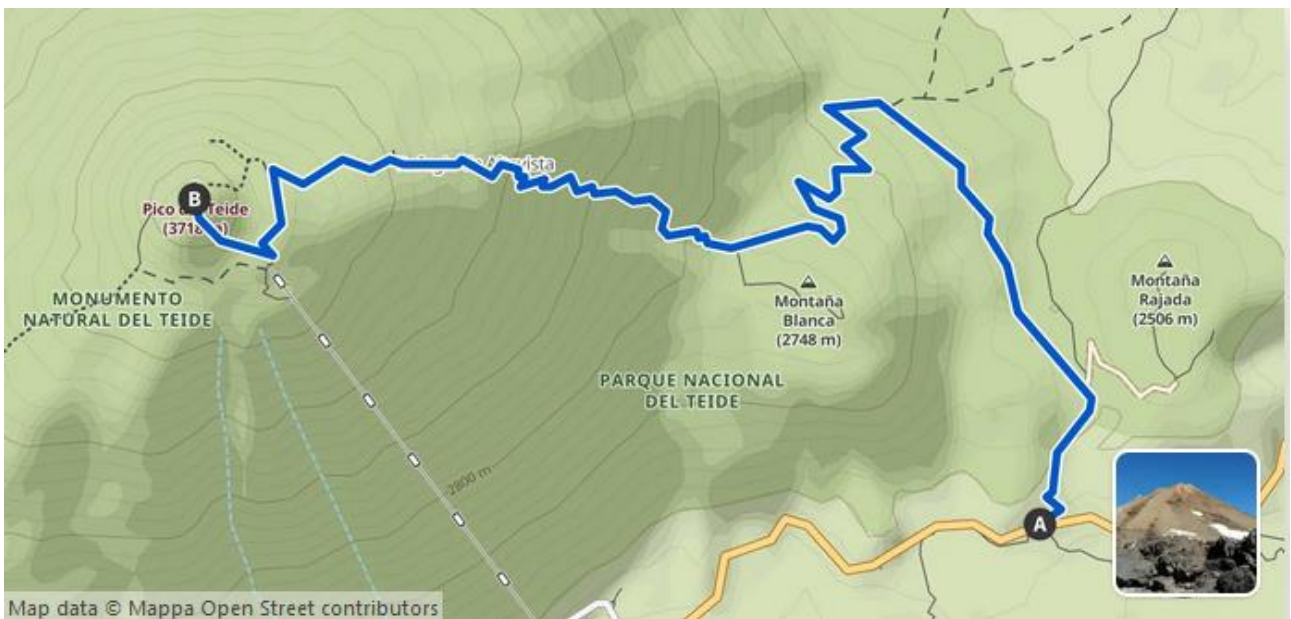 B
Pico del Teide
(3718 m)
MONUMENTO
NATURAL DEL TEIDE
Altavista
Montaña
Blanca
(2748 m)
Montaña
Rajada
(2506 m)
PARQUE NACIONAL
DEL TEIDE
2800 m
A
Map data © Mappa Open Street contributors